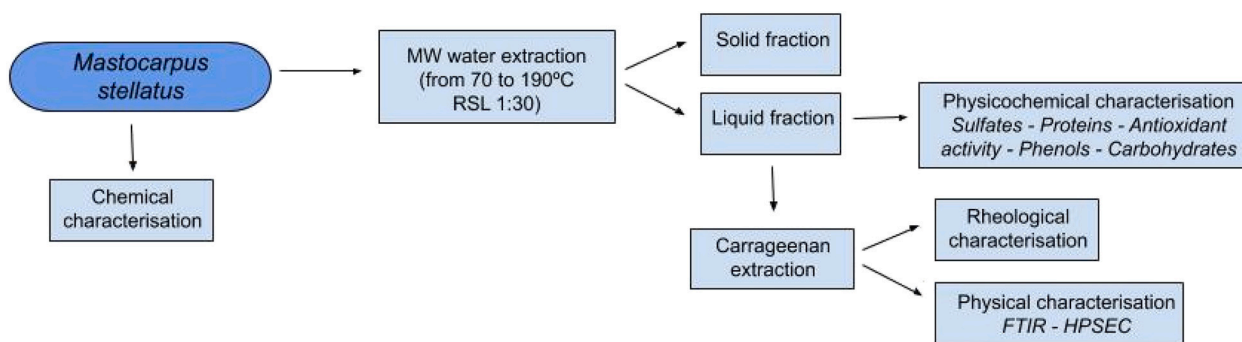 Mastocarpus
stellatus
MW water extraction
(from 70 to 190ºC
RSL 1:30)
Solid fraction
Liquid fraction
Physicochemical characterisation
Sulfates - Proteins - Antioxidant
activity - Phenols - Carbohydrates
Chemical
characterisation
Carrageenan
extraction
Rheological
characterisation
Physical characterisation
FTIR - HPSEC